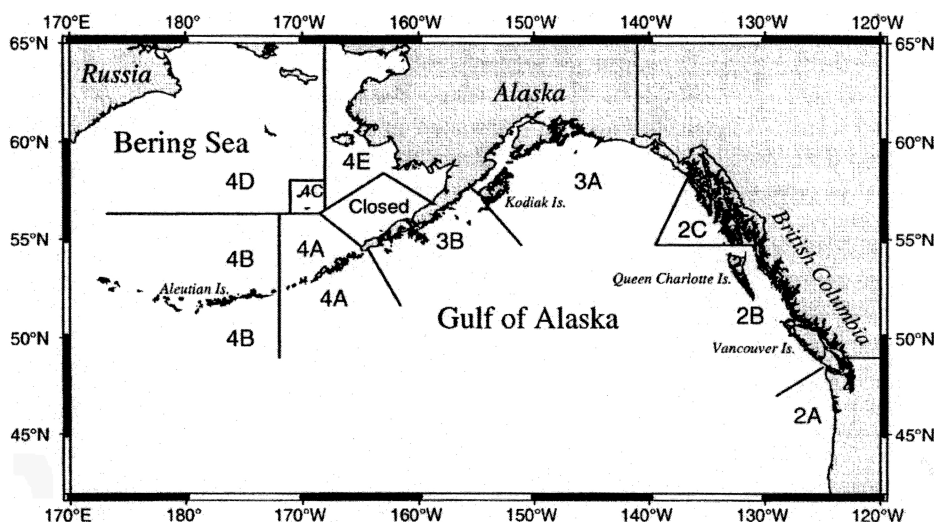 170°E 180° 170°W 160°W 150°W 140°W 130°W 120°W
65°N 65°N
Russia
Alaska
60°N 60°N
Bering Sea
4E
4D
4C
3A
Kodiak Is.
Closed
55°N 55°N
4B
4A
3B
2C
British Columbia
Queen Charlotte Is.
Aleutian Is.
4A
2B
Gulf of Alaska
50°N 50°N
4B
Vancouver Is.
2A
45°N 45°N
170°E 180° 170°W 160°W 150°W 140°W 130°W 120°W